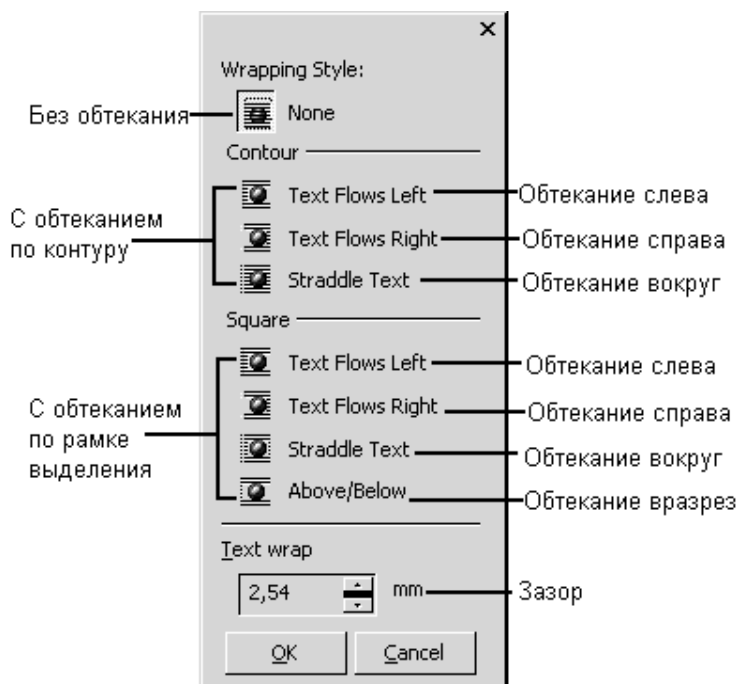 Wrapping Style:
Без обтекания
None
Contour
С обтеканием
по контуру
Text Flows Left
Обтекание слева
Text Flows Right
Обтекание справа
Straddle Text
Обтекание вокруг
Square
С обтеканием
по рамке
выделения
Text Flows Left
Обтекание слева
Text Flows Right
Обтекание справа
Straddle Text
Обтекание вокруг
Above/Below
Обтекание вразрез
Text wrap
2,54
mm
Зазор
OK
Cancel